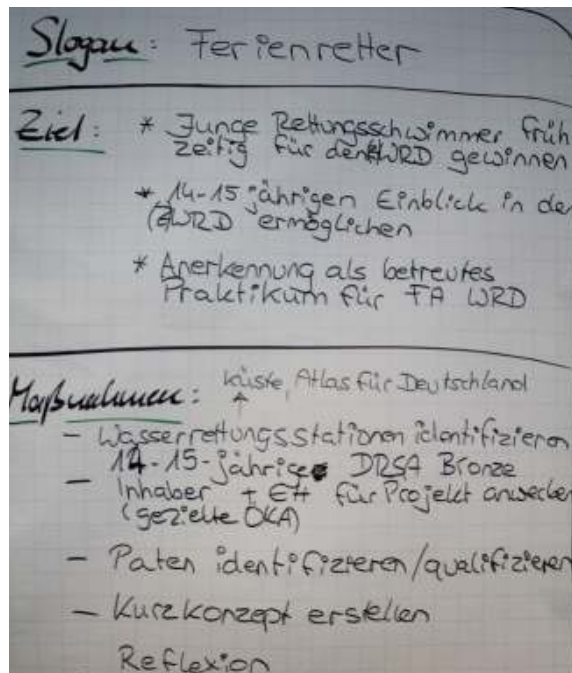 Slogan: Ferienretter
Ziel: * Junge Rettungsschwimmer früh
zeitig für den WRD gewinnen
* 14-15 jährigen Einblick in de
WRD ermöglichen
* Anerkennung als betreutes
Praktikum für FA WRD
Maßnahmen: Küste, Atlas für Deutschland
- Wasserrettungsstationen identifizieren
- 14-15-jährige DRSA Bronze
Inhaber + EH für Projekt
(gezielte ÖKA)
- Paten identifizieren/qualifizieren
- Kurzkonzept erstellen
Reflexion